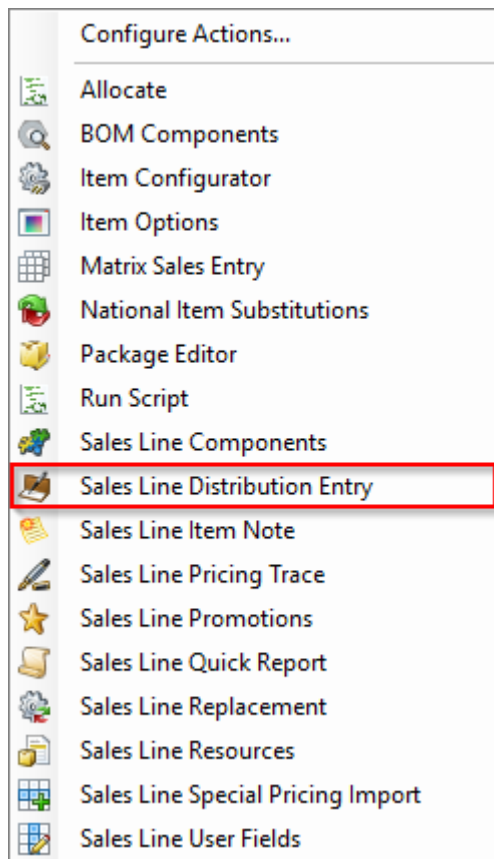 Configure Actions...
Allocate
BOM Components
Item Configurator
Item Options
Matrix Sales Entry
National Item Substitutions
Package Editor
Run Script
Sales Line Components
Sales Line Distribution Entry
Sales Line Item Note
Sales Line Pricing Trace
Sales Line Promotions
Sales Line Quick Report
Sales Line Replacement
Sales Line Resources
Sales Line Special Pricing Import
Sales Line User Fields